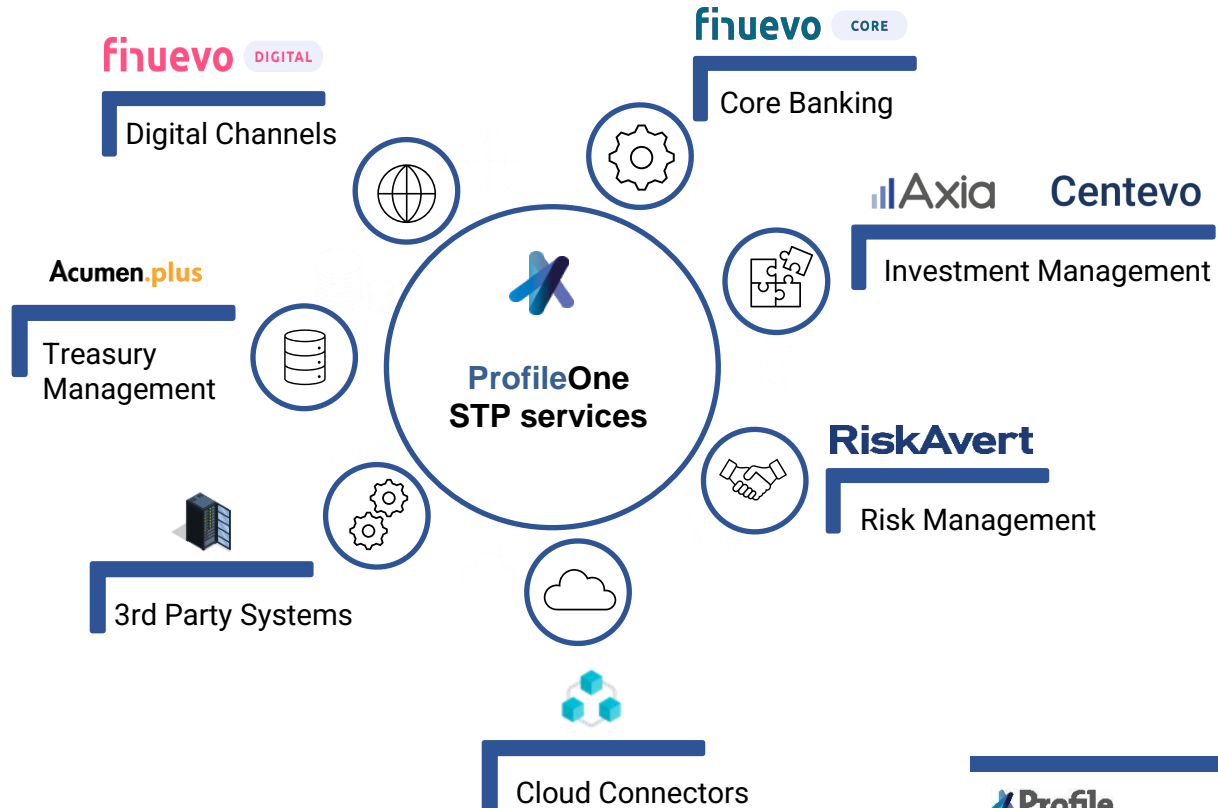 finuevo DIGITAL
Digital Channels
finuevo CORE
Core Banking
Axia Centevo
Investment Management
Acumen.plus
Treasury
Management
ProfileOne
STP services
RiskAvert
Risk Management
3rd Party Systems
Cloud Connectors
Profile